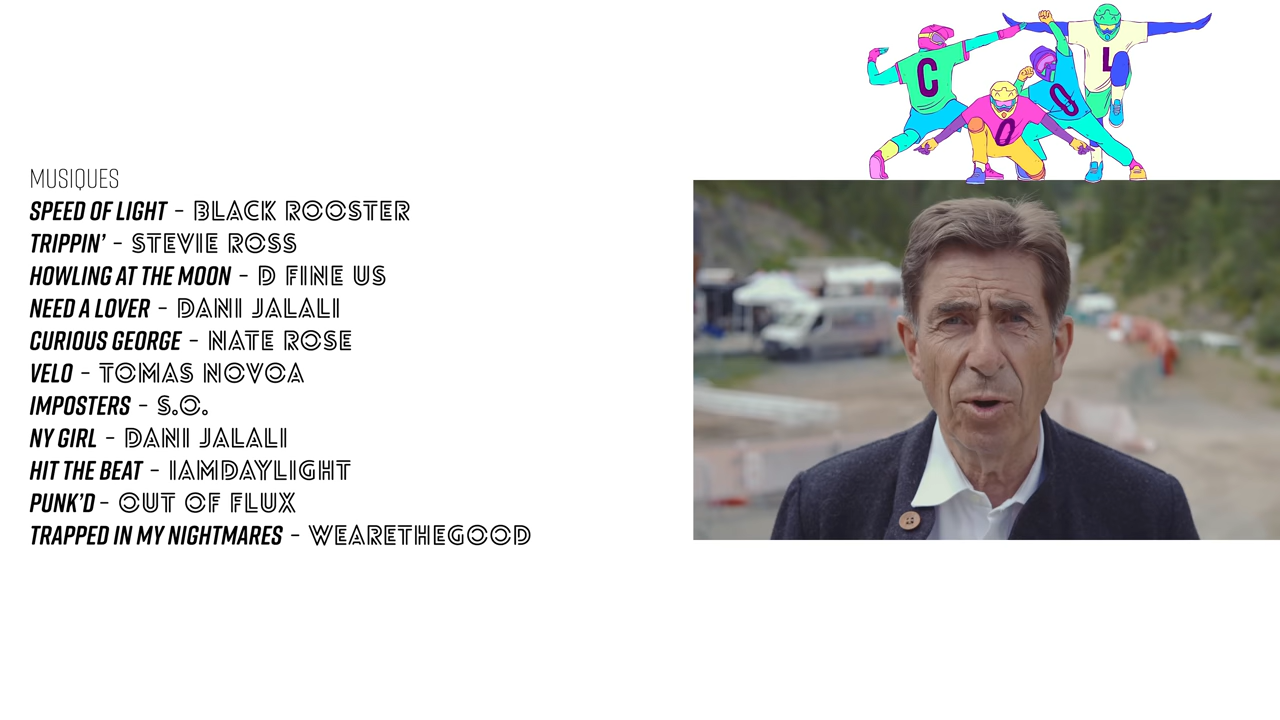 MUSIQUES
SPEED OF LIGHT - BLACK ROOSTER
TRIPPIN' - STEVIE ROSS
HOWLING AT THE MOON - D FINE US
NEED A LOVER - DANI JALALI
CURIOUS GEORGE - NATE ROSE
VELO - TOMAS NOVOA
IMPOSTERS - S.O.
NY GIRL - DANI JALALI
HIT THE BEAT - IAMDAYLIGHT
PUNK'D - OUT OF FLUX
TRAPPED IN MY NIGHTMARES - WEARETHEGOOD
C O O L